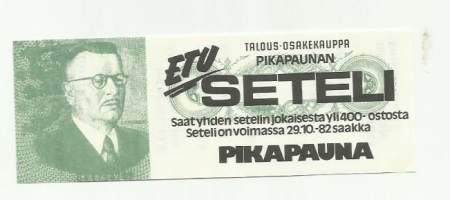 TALOUS-OSAKEKAUPPA
ETU
PIKAPAUNAN
SETELI
Saat yhden setelin jokaisesta yli 400- ostosta
Seteli on voimassa 29.10.-82 saakka
PIKAPAUNA